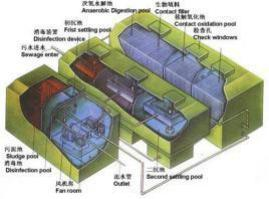 厌氧水解池
Anaerobic Digestion pool
生物填料
Contact filler
初沉池
Frist settling pool
接触氧化池
Contact oxidation pool
消毒装置
Disinfection device
检查孔
Check windows
污水进水
Sewage enter
污泥池
Sludge pool
消毒池
Disinfection pool
风机房
Fan room
出水管
Outlet
二沉池
Second settling pool